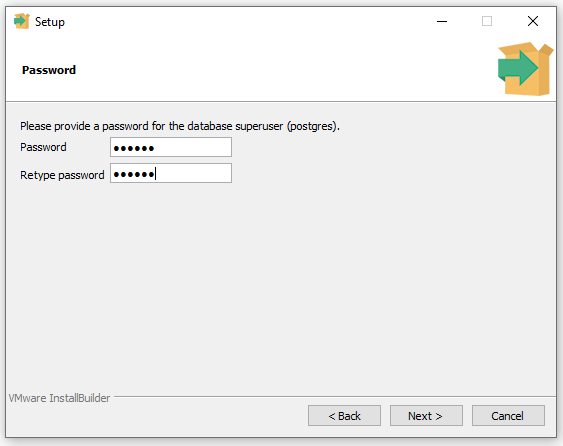 Setup
Password
Please provide a password for the database superuser (postgres).
Password ●●●●●●
Retype password ●●●●●●
VMware InstallBuilder
< Back Next > Cancel